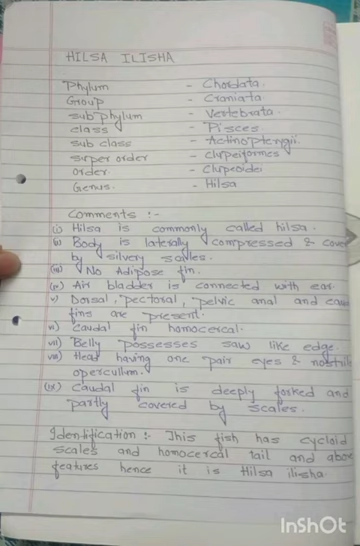 HILSA ILISHA
Phylum - Chordata.
Group - Craniata
sub phylum - Vertebrata.
class - Pisces
sub class - Actinopterygii.
super order - Clupeiformes
order - Clupeoidei
Genus. - Hilsa
Comments :-
(i) Hilsa is commonly called hilsa.
(ii) Body is laterally compressed & cove
by silvery scales.
(iii) No Adipose fin.
(iv) Air bladder is connected with ear.
v) Dorsal, pectoral, pelvic anal and cau
fins are present.
vi) Caudal fin homocercal.
vii) Belly possesses saw like edge.
viii) Head having one pair eyes & nostril
operculum.
(ix) Caudal fin is deeply forked and
partly covered by scales.
Identification :- This fish has cycloid
scales and homocercal tail and above
features hence it is Hilsa ilisha.
InShOt